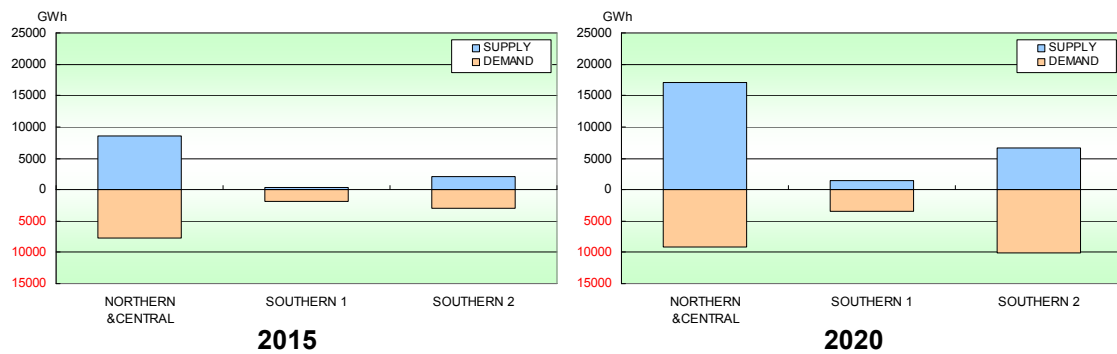 GWh
25000
20000
15000
10000
5000
0
5000
10000
15000
SUPPLY
DEMAND
NORTHERN
&CENTRAL
SOUTHERN 1
SOUTHERN 2
2015
GWh
25000
20000
15000
10000
5000
0
5000
10000
15000
SUPPLY
DEMAND
NORTHERN
&CENTRAL
SOUTHERN 1
SOUTHERN 2
2020